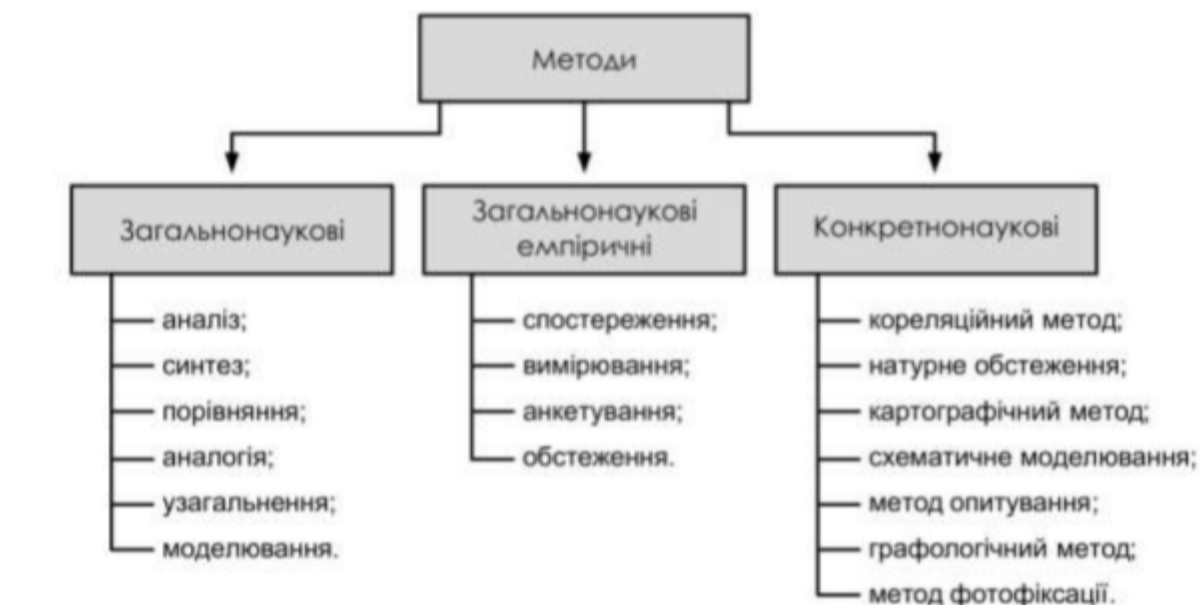 Методи
Загальнонаукові
аналіз;
синтез;
порівняння;
аналогія;
узагальнення;
моделювання.
Загальнонаукові
емпіричні
спостереження;
вимірювання;
анкетування;
обстеження.
Конкретнонаукові
кореляційний метод;
натурне обстеження;
картографічний метод;
схематичне моделювання;
метод опитування;
графологічний метод;
метод фотофіксації.